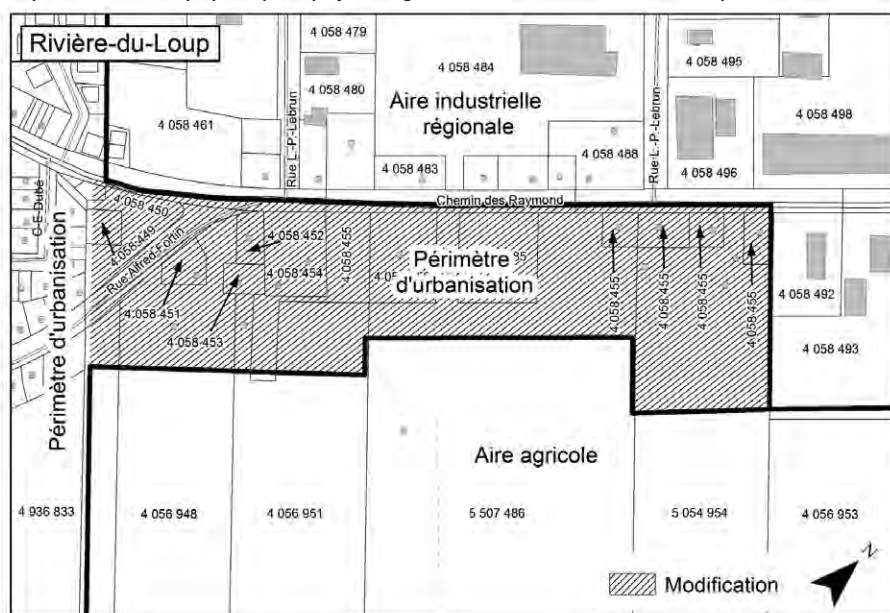 Rivière-du-Loup
4 058 479
4 058 480
4 058 484
4 058 495
4 058 461
Aire industrielle
régionale
4 058 498
Rue L.-P.-Lebrun
Rue L.-P.-Lebrun
4 058 483
4 058 488
4 058 496
Chemin des Raymond
C-E-Dubé
4 058 450
4 058 449
Rue Alfred-Fortin
4 058 452
4 058 455
4 058 454
Périmètre
d'urbanisation
4 058 455
4 058 455
4 058 455
4 058 455
4 058 451
4 058 453
4 058 492
4 058 493
Périmètre d'urbanisation
Aire agricole
4 936 833
4 056 948
4 066 951
5 507 486
5 054 954
4 056 953
Modification
N